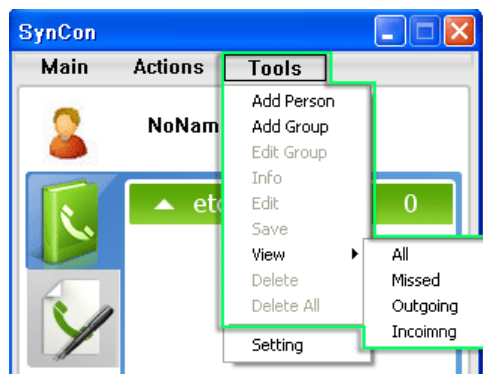 SynCon
Main Actions Tools
NoNam
Add Person
Add Group
Edit Group
Info
Edit
Save
View
Delete
Delete All
Setting
etc
0
All
Missed
Outgoing
Incoimng